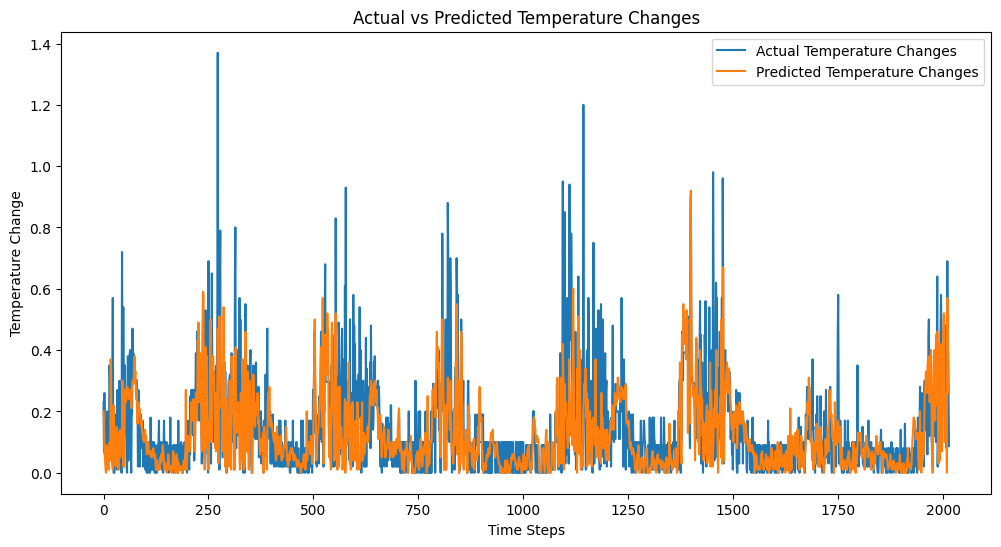 Actual vs Predicted Temperature Changes
Actual Temperature Changes
Predicted Temperature Changes
Temperature Change
1.4
1.2
1.0
0.8
0.6
0.4
0.2
0.0
0 250 500 750 1000 1250 1500 1750 2000
Time Steps